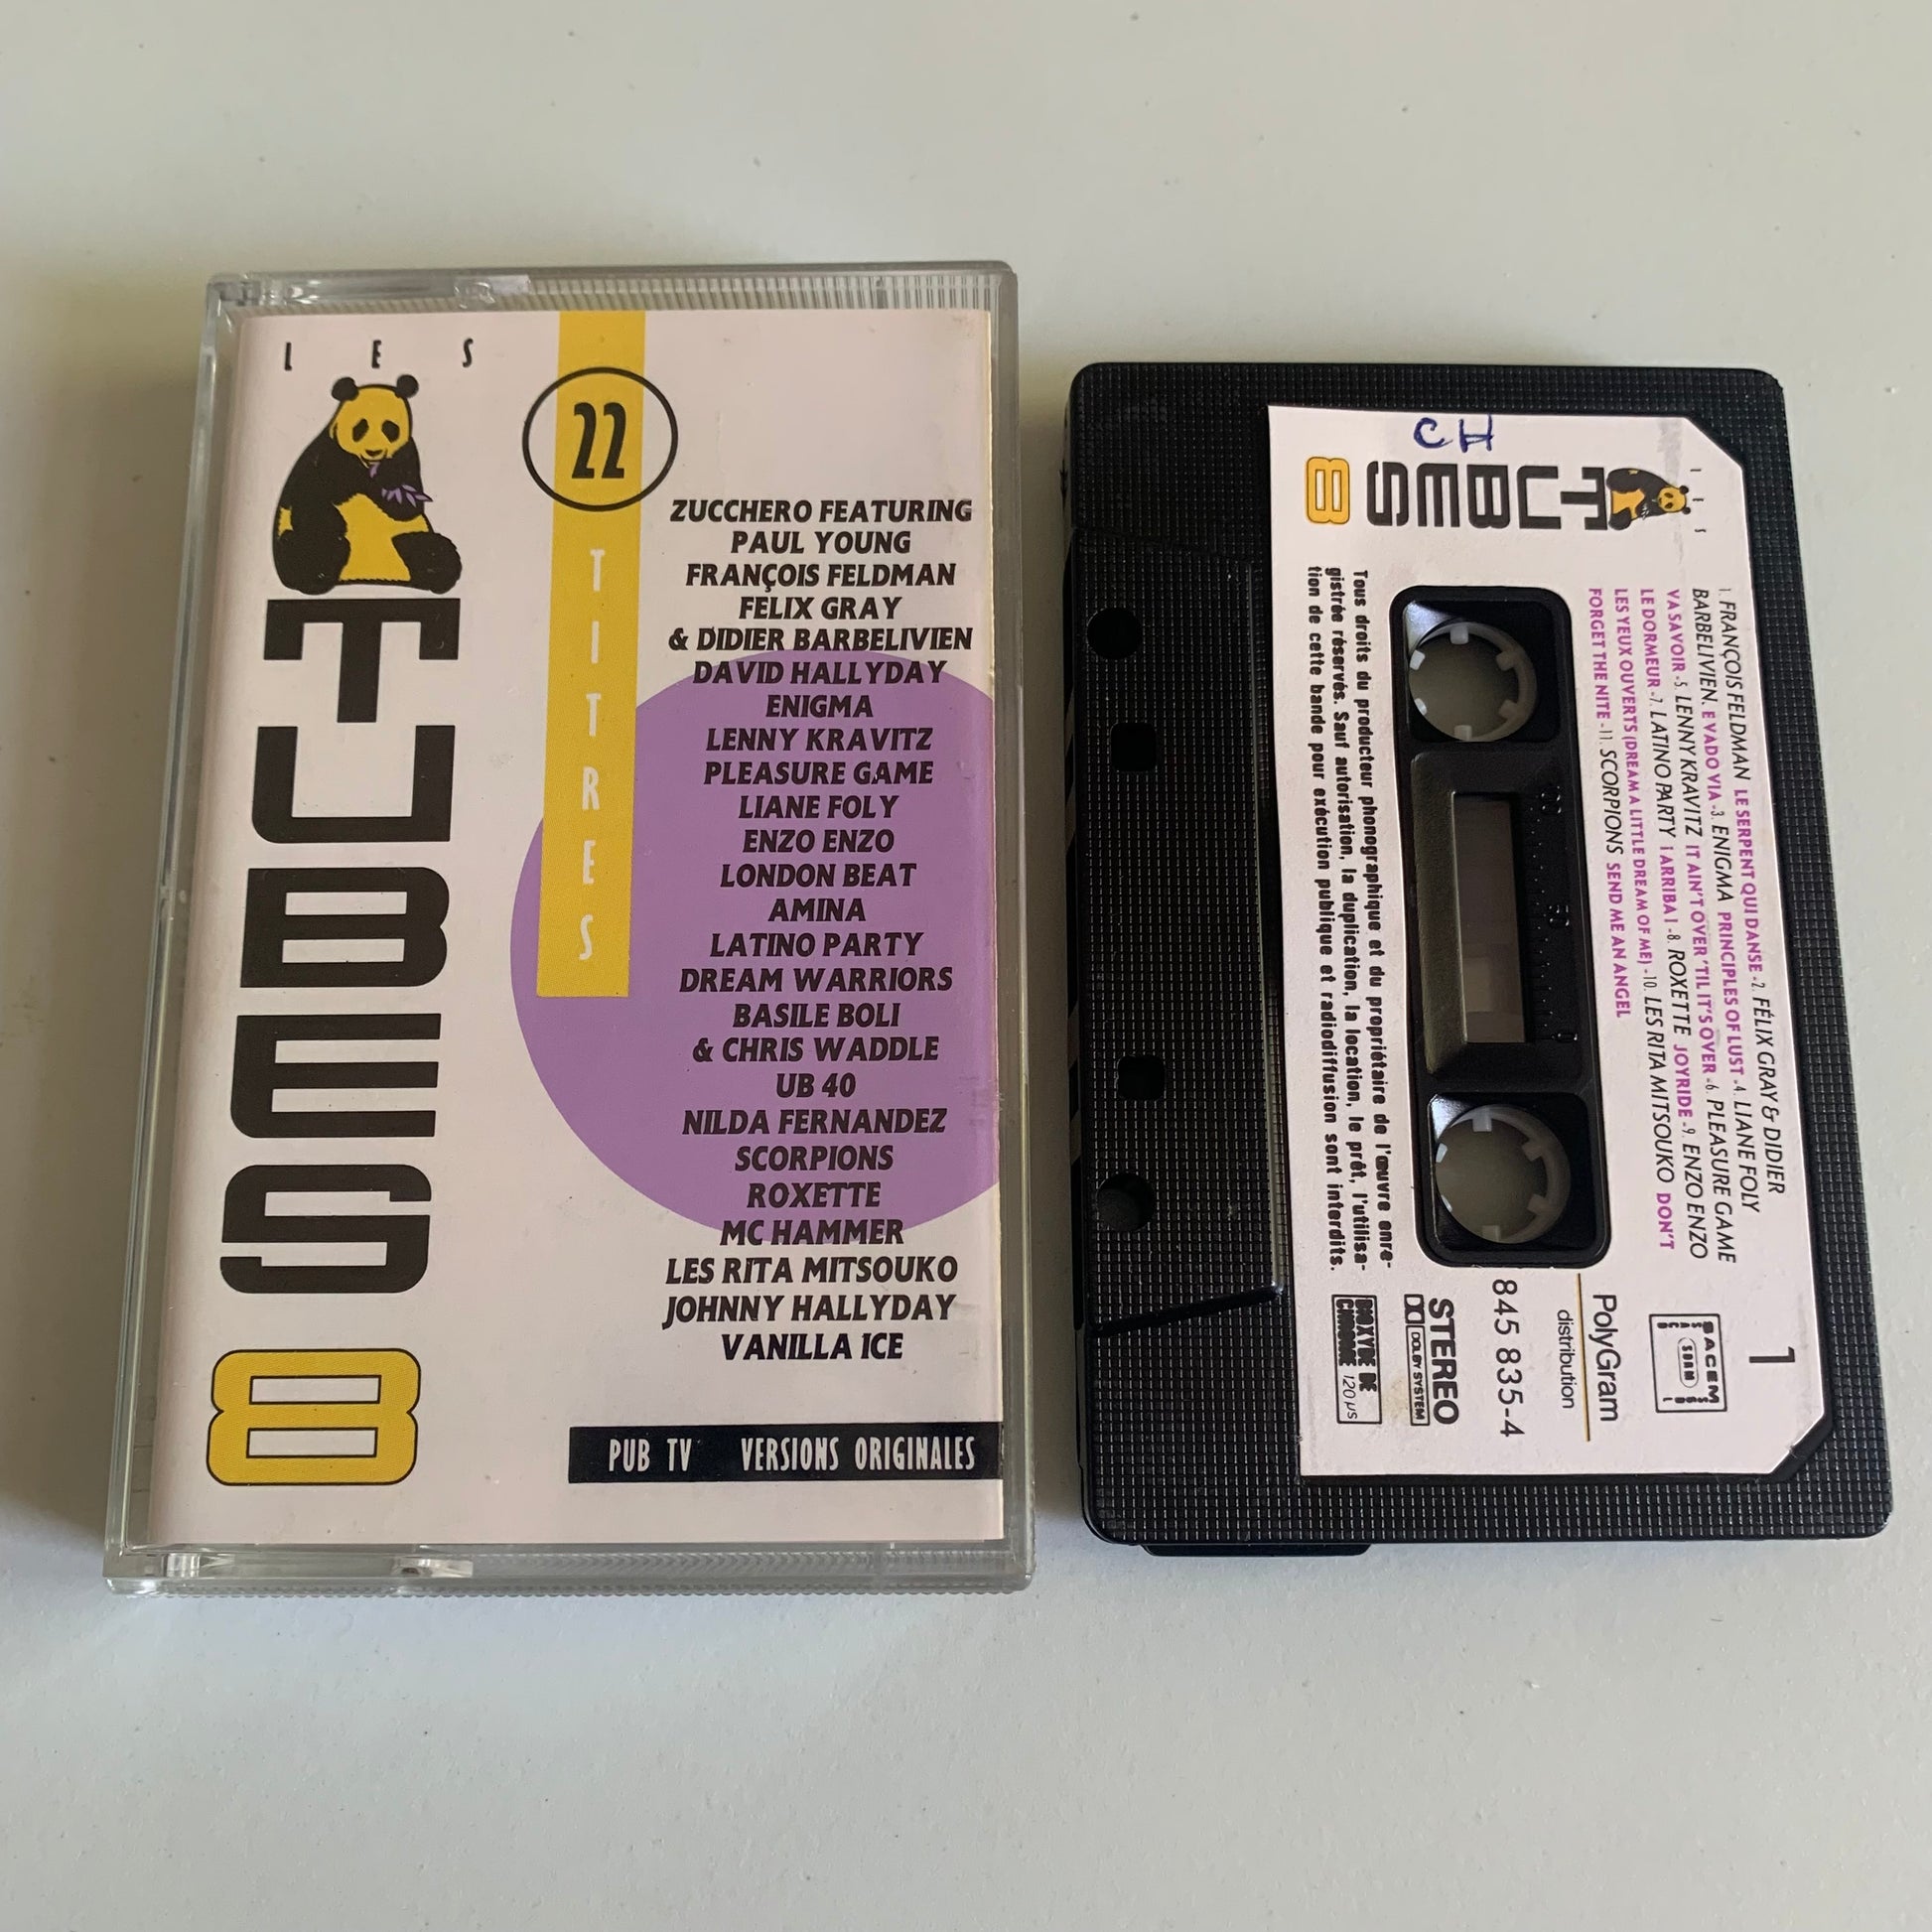 LES
TUBES
8
22
TITRES
ZUCCHERO FEATURING
PAUL YOUNG
FRANÇOIS FELDMAN
FELIX GRAY
& DIDIER BARBELIVIEN
DAVID HALLYDAY
ENIGMA
LENNY KRAVITZ
PLEASURE GAME
LIANE FOLY
ENZO ENZO
LONDON BEAT
AMINA
LATINO PARTY
DREAM WARRIORS
BASILE BOLI
& CHRIS WADDLE
UB 40
NILDA FERNANDEZ
SCORPIONS
ROXETTE
MC HAMMER
LES RITA MITSOUKO
JOHNNY HALLYDAY
VANILLA ICE
PUB TV VERSIONS ORIGINALES
CH
LES
TUBES
8
1. FRANÇOIS FELDMAN LE SERPENT QUI DANSE - 2. FÉLIX GRAY & DIDIER
BARBELIVIEN E VADO VIA - 3. ENIGMA PRINCIPLES OF LUST - 4. LIANE FOLY
VA SAVOIR - 5. LENNY KRAVITZ IT AIN'T OVER 'TIL IT'S OVER - 6. PLEASURE GAME
LE DORMEUR - 7. LATINO PARTY ¡ ARRIBA ! - 8. ROXETTE JOYRIDE - 9. ENZO ENZO
LES YEUX OUVERTS (DREAM A LITTLE DREAM OF ME) - 10. LES RITA MITSOUKO DON'T
FORGET THE NITE - 11. SCORPIONS SEND ME AN ANGEL
1
SACEM
SDRM
PolyGram
distribution
845 835-4
STEREO
DOLBY SYSTEM
BIOXYDE DE
CHROME 120 µs
Tous droits du producteur phonographique et du propriétaire de l'œuvre enre-
gistrée réservés. Sauf autorisation, la duplication, la location, le prêt, l'utilisa-
tion de cette bande pour exécution publique et radiodiffusion sont interdits.